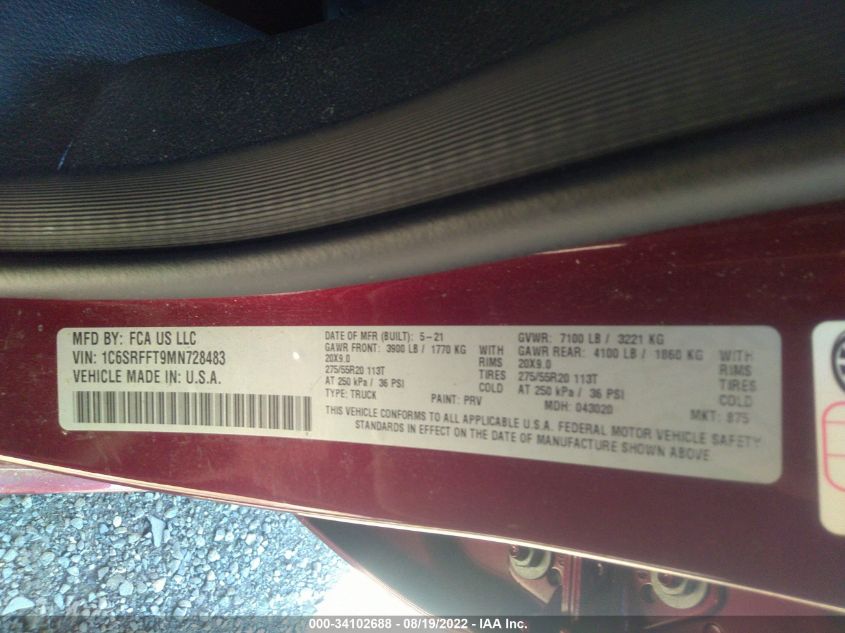 MFD BY: FCA US LLC
VIN: 1C6SRFFT9MN728483
VEHICLE MADE IN: U.S.A.
DATE OF MFR (BUILT): 5-21
GAWR FRONT: 3900 LB / 1770 KG WITH
20X9.0 RIMS
275/55R20 113T TIRES
AT 250 kPa / 36 PSI COLD
TYPE: TRUCK PAINT: PRV
GVWR: 7100 LB / 3221 KG
GAWR REAR: 4100 LB / 1860 KG WITH
20X9.0 RIMS
275/55R20 113T TIRES
AT 250 kPa / 36 PSI COLD
MDH: 043020 MKT: 875
THIS VEHICLE CONFORMS TO ALL APPLICABLE U.S.A. FEDERAL MOTOR VEHICLE SAFETY
STANDARDS IN EFFECT ON THE DATE OF MANUFACTURE SHOWN ABOVE
000-34102688 - 08/19/2022 - IAA Inc.